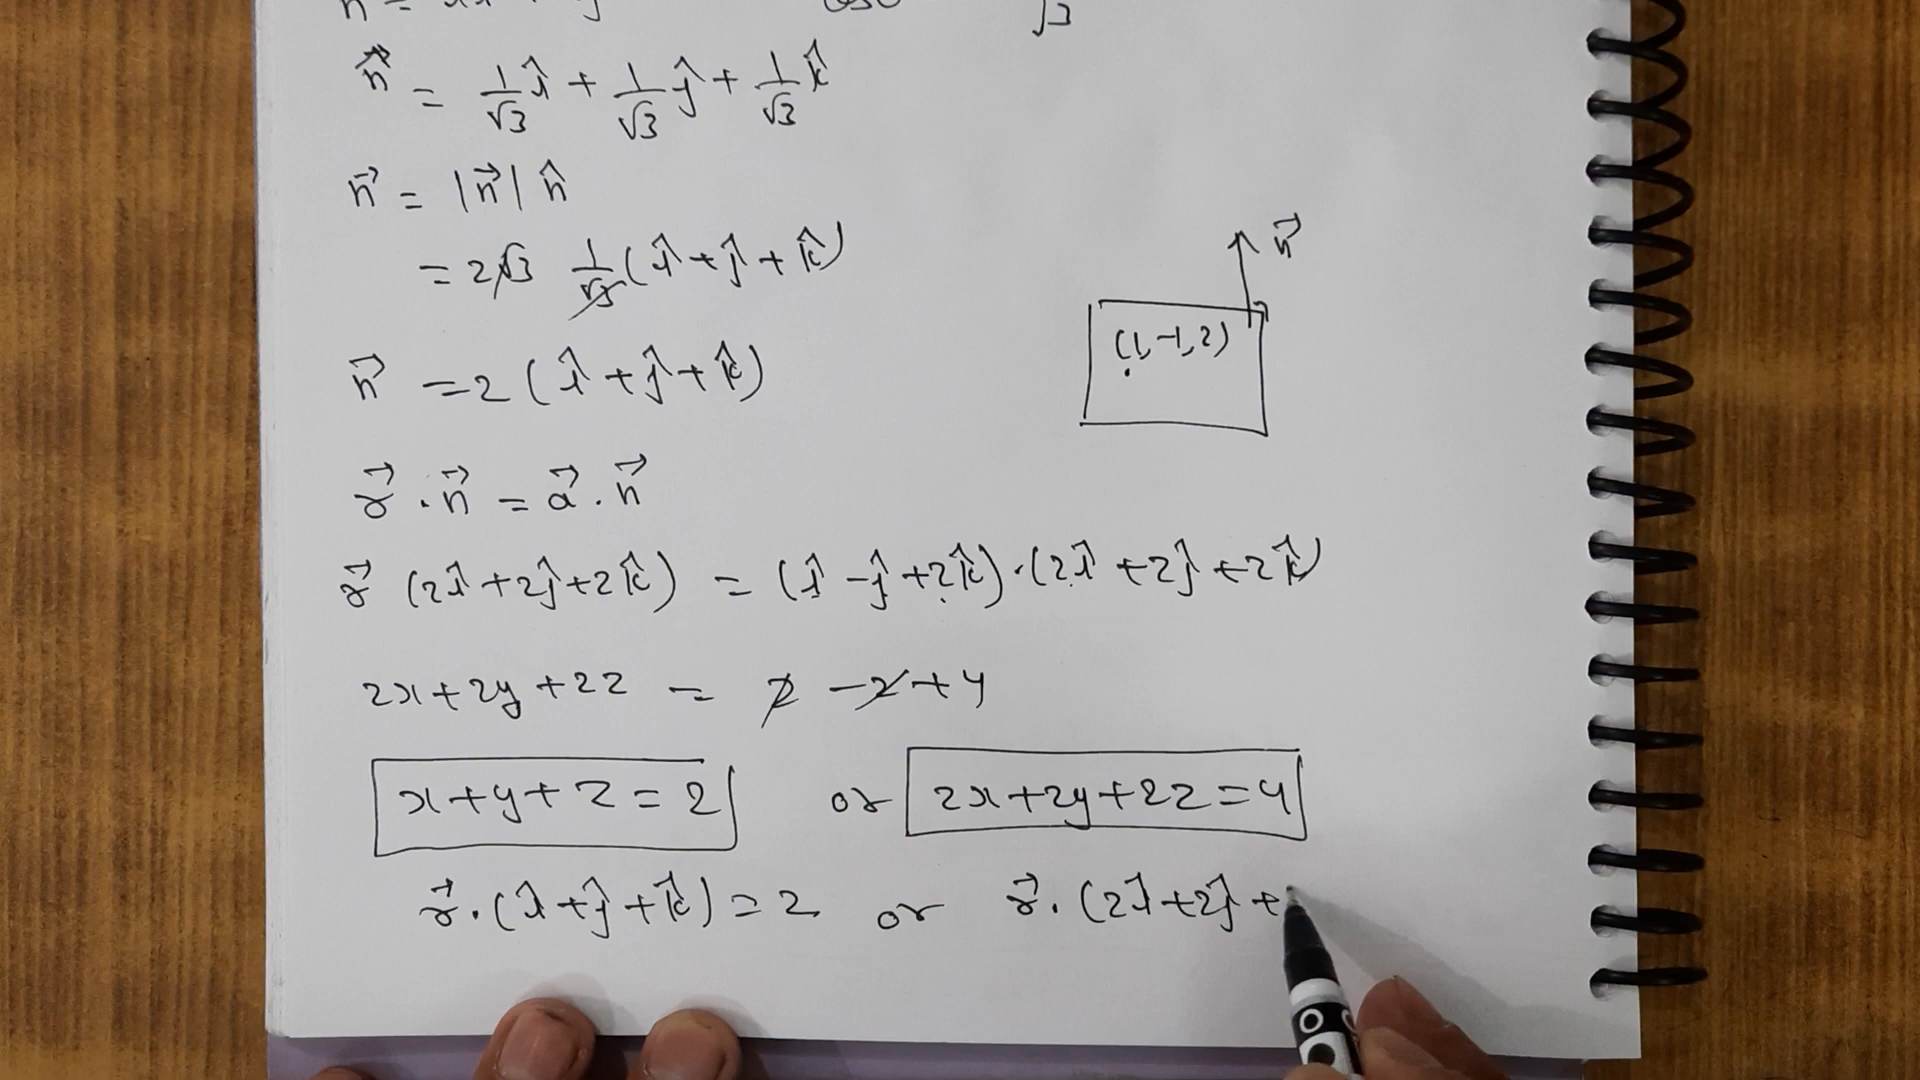 √3
n⃗ = 1/√3 î + 1/√3 ĵ + 1/√3 k̂
n⃗ = |n⃗| n̂
= 2√3 1/√3 (î + ĵ + k̂)
n⃗
n⃗ = 2 (î + ĵ + k̂)
(1,-1,2)
r⃗ . n⃗ = a⃗ . n⃗
r⃗ (2î + 2ĵ + 2k̂) = (î - ĵ + 2k̂) . (2î + 2ĵ + 2k̂)
2x + 2y + 2z = 2 - 2 + 4
x + y + z = 2 or 2x + 2y + 2z = 4
r⃗ . (î + ĵ + k̂) = 2 or r⃗ . (2î + 2ĵ +